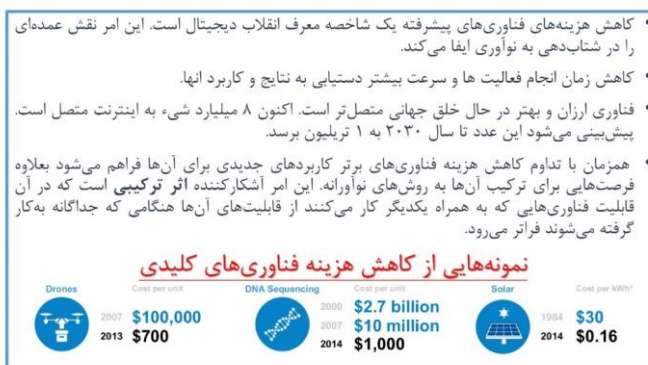 • کاهش هزینه‌های فناوری‌های پیشرفته یک شاخصه معرف انقلاب دیجیتال است. این امر نقش عمده‌ای
را در شتاب‌دهی به نوآوری ایفا می‌کند.
• کاهش زمان انجام فعالیت ها و سرعت بیشتر دستیابی به نتایج و کاربرد انها.
• فناوری ارزان و بهتر در حال خلق جهانی متصل‌تر است. اکنون ۸ میلیارد شیء به اینترنت متصل است.
پیش‌بینی می‌شود این عدد تا سال ۲۰۳۰ به ۱ تریلیون برسد.
• همزمان با تداوم کاهش هزینه فناوری‌های برتر کاربردهای جدیدی برای آن‌ها فراهم می‌شود بعلاوه
فرصت‌هایی برای ترکیب آن‌ها به روش‌های نوآورانه. این امر آشکارکننده اثر ترکیبی است که در آن
قابلیت فناوری‌هایی که به همراه یکدیگر کار می‌کنند از قابلیت‌های آن‌ها هنگامی که جداگانه به‌کار
گرفته می‌شوند فراتر می‌رود.
نمونه‌هایی از کاهش هزینه فناوری‌های کلیدی
Drones Cost per unit
2007 $100,000
2013 $700
DNA Sequencing Cost per unit
2000 $2.7 billion
2007 $10 million
2014 $1,000
Solar Cost per kWh*
1984 $30
2014 $0.16